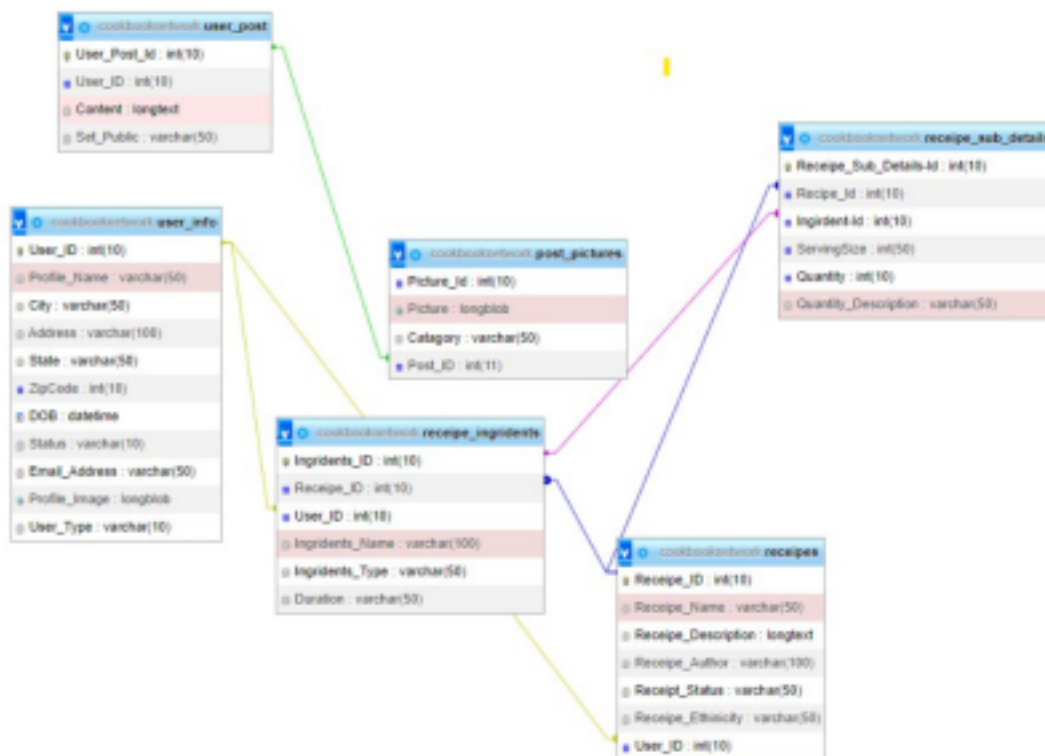 cookbooknetwork user_post
User_Post_Id : int(10)
User_ID : int(10)
Content : longtext
Set_Public : varchar(50)
cookbooknetwork user_info
User_ID : int(10)
Profile_Name : varchar(50)
City : varchar(50)
Address : varchar(100)
State : varchar(50)
ZipCode : int(10)
DOB : datetime
Status : varchar(10)
Email_Address : varchar(50)
Profile_Image : longblob
User_Type : varchar(10)
cookbooknetwork post_pictures
Picture_Id : int(10)
Picture : longblob
Catagory : varchar(50)
Post_ID : int(11)
cookbooknetwork receipe_ingridents
Ingridents_ID : int(10)
Receipe_ID : int(10)
User_ID : int(10)
Ingridents_Name : varchar(100)
Ingridents_Type : varchar(50)
Duration : varchar(50)
cookbooknetwork receipe_sub_details
Receipe_Sub_Details-Id : int(10)
Recipe_Id : int(10)
Ingirdent-Id : int(10)
ServingSize : int(50)
Quantity : int(10)
Quantity_Description : varchar(50)
cookbooknetwork receipes
Receipe_ID : int(10)
Receipe_Name : varchar(50)
Receipe_Description : longtext
Receipe_Author : varchar(100)
Receipt_Status : varchar(50)
Receipe_Ethinicity : varchar(50)
User_ID : int(10)